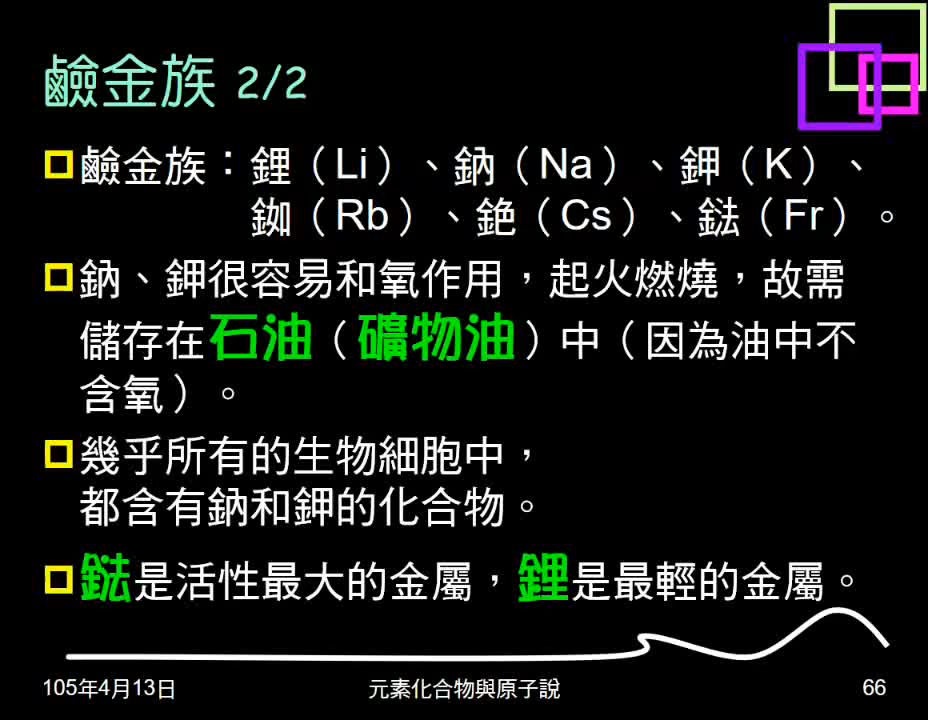 鹼金族 2/2
鹼金族：鋰（Li）、鈉（Na）、鉀（K）、
銣（Rb）、銫（Cs）、鍅（Fr）。
鈉、鉀很容易和氧作用，起火燃燒，故需
儲存在石油（礦物油）中（因為油中不
含氧）。
幾乎所有的生物細胞中，
都含有鈉和鉀的化合物。
鍅是活性最大的金屬，鋰是最輕的金屬。
105年4月13日
元素化合物與原子說
66